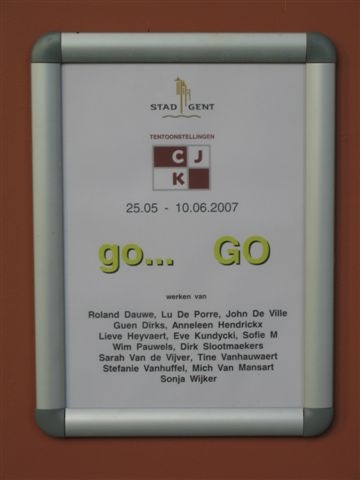 STAD GENT
TENTOONSTELLINGEN
C J
K
25.05 - 10.06.2007
go... GO
werken van
Roland Dauwe, Lu De Porre, John De Ville
Guen Dirks, Anneleen Hendrickx
Lieve Heyvaert, Eve Kundycki, Sofie M
Wim Pauwels, Dirk Slootmaekers
Sarah Van de Vijver, Tine Vanhauwaert
Stefanie Vanhuffel, Mich Van Mansart
Sonja Wijker